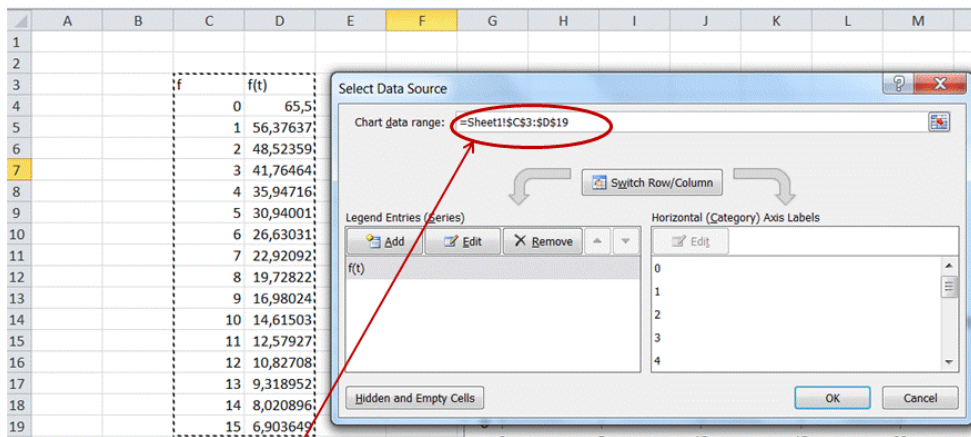 A B C D E F G H I J K L M
1
2
3 f f(t)
4 0 65,5
5 1 56,37637
6 2 48,52359
7 3 41,76464
8 4 35,94716
9 5 30,94001
10 6 26,63031
11 7 22,92092
12 8 19,72822
13 9 16,98024
14 10 14,61503
15 11 12,57927
16 12 10,82708
17 13 9,318952
18 14 8,020896
19 15 6,903649
Select Data Source
Chart data range: =Sheet1!$C$3:$D$19
Switch Row/Column
Legend Entries (Series)
Add Edit Remove
f(t)
Horizontal (Category) Axis Labels
Edit
0
1
2
3
4
Hidden and Empty Cells
OK Cancel